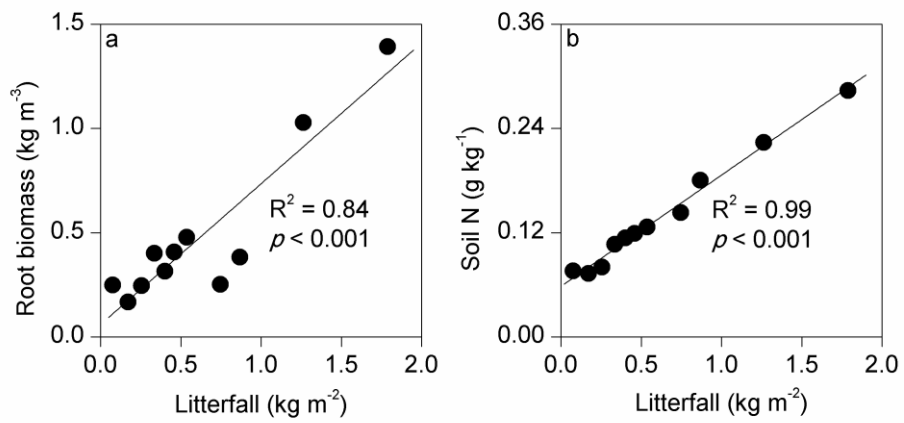 a
1.5
1.0
0.5
0.0
Root biomass (kg m⁻³)
R² = 0.84
p < 0.001
0.0 0.5 1.0 1.5 2.0
Litterfall (kg m⁻²)
b
0.36
0.24
0.12
0.00
Soil N (g kg⁻¹)
R² = 0.99
p < 0.001
0.0 0.5 1.0 1.5 2.0
Litterfall (kg m⁻²)